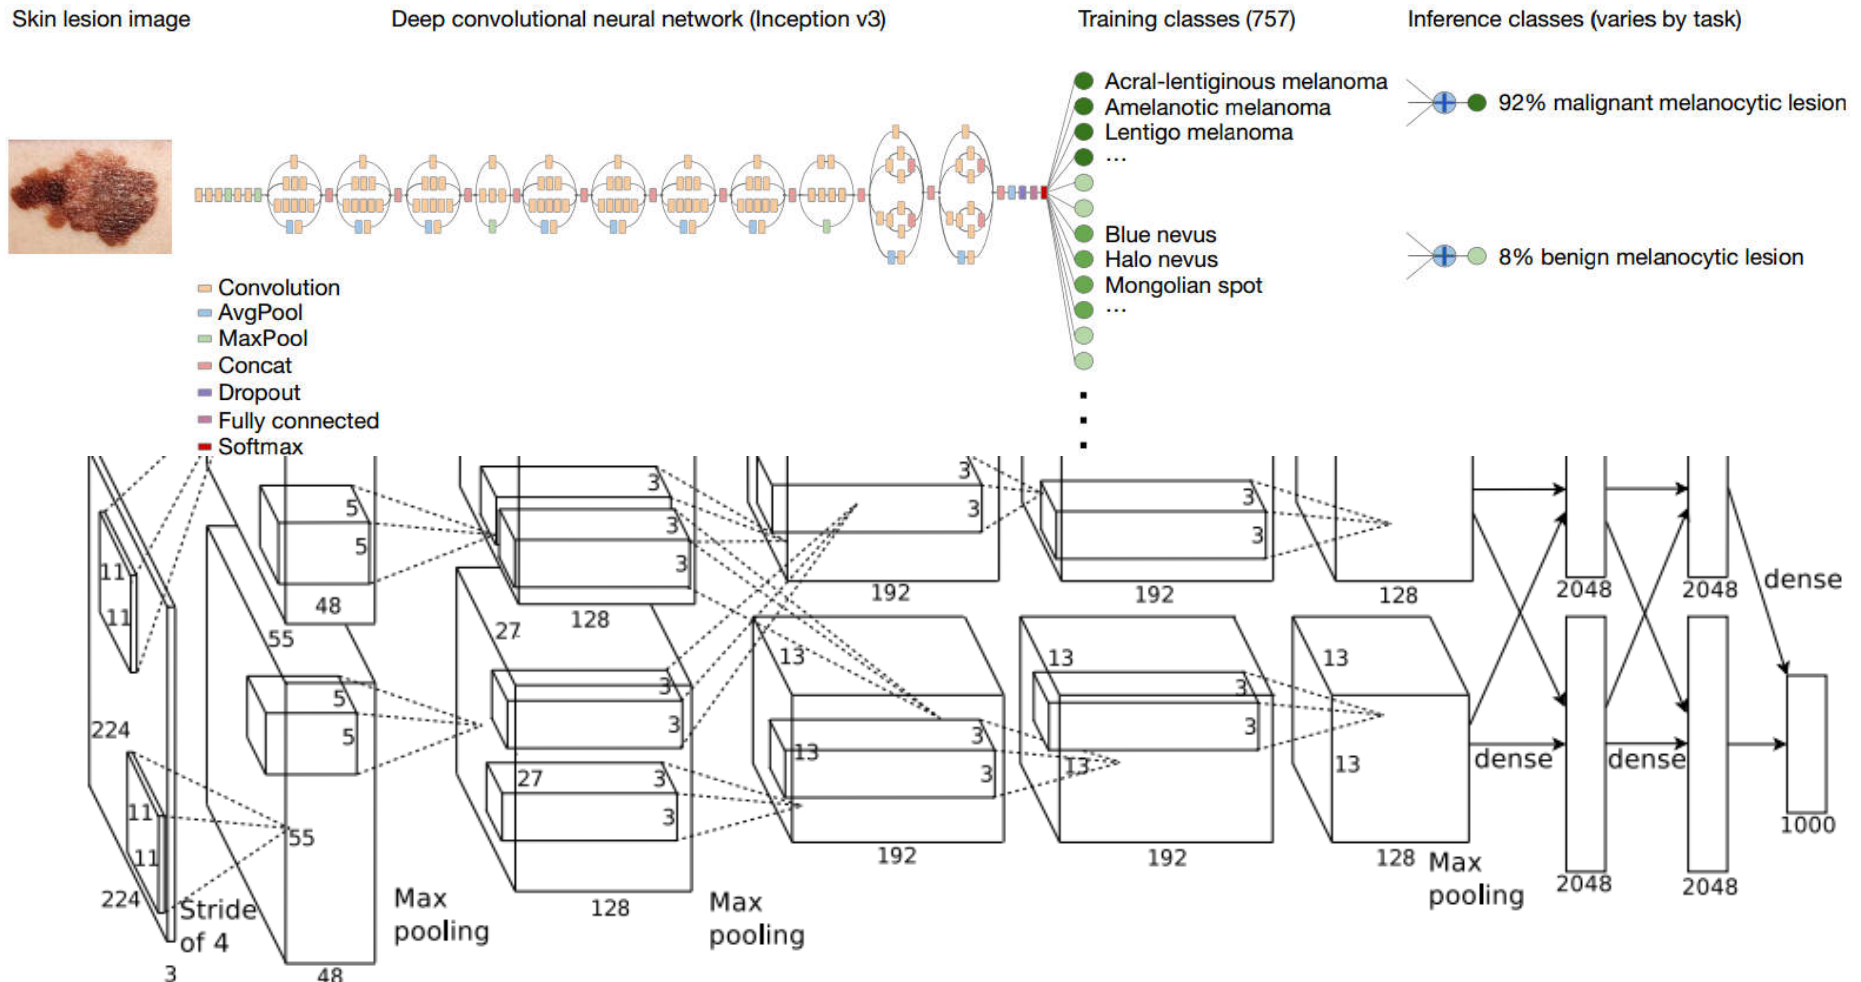 Skin lesion image
Deep convolutional neural network (Inception v3)
Training classes (757)
Inference classes (varies by task)
Acral-lentiginous melanoma
Amelanotic melanoma
Lentigo melanoma
...
Blue nevus
Halo nevus
Mongolian spot
...
92% malignant melanocytic lesion
8% benign melanocytic lesion
Convolution
AvgPool
MaxPool
Concat
Dropout
Fully connected
Softmax
11
11
5
5
48
3
3
3
128
3
3
192
3
3
192
128
2048
2048
dense
224
55
5
5
27
3
3
13
13
3
3
13
3
3
13
13
13
dense
dense
1000
11
11
224
55
27
3
3
192
192
128
Max
pooling
2048
2048
Stride
of 4
Max
pooling
128
Max
pooling
3
48